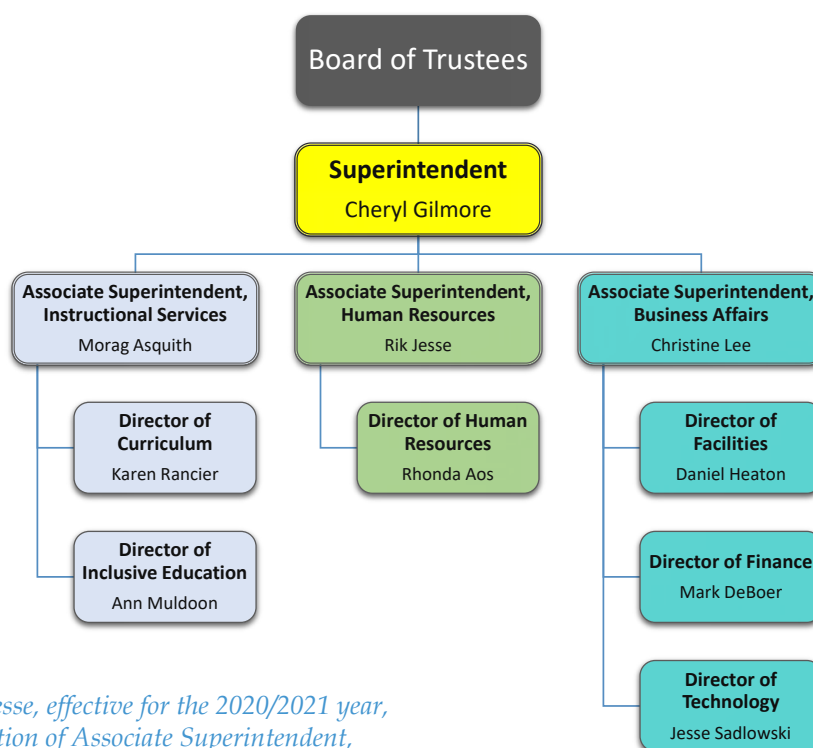 Board of Trustees
Superintendent
Cheryl Gilmore
Associate Superintendent,
Instructional Services
Morag Asquith
Associate Superintendent,
Human Resources
Rik Jesse
Associate Superintendent,
Business Affairs
Christine Lee
Director of
Curriculum
Karen Rancier
Director of
Inclusive Education
Ann Muldoon
Director of Human
Resources
Rhonda Aos
Director of
Facilities
Daniel Heaton
Director of Finance
Mark DeBoer
Director of
Technology
Jesse Sadlowski
esse, effective for the 2020/2021 year,
tion of Associate Superintendent,